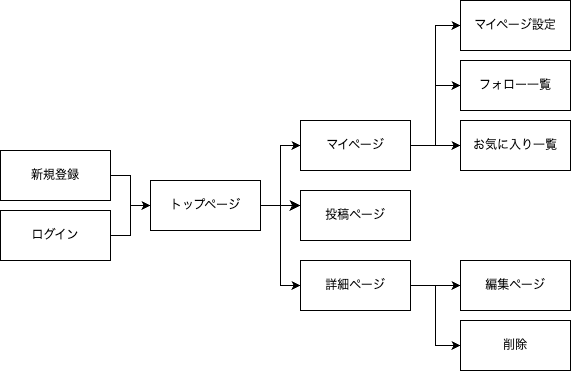 マイページ設定
フォロー一覧
マイページ
お気に入り一覧
新規登録
トップページ
投稿ページ
ログイン
詳細ページ
編集ページ
削除